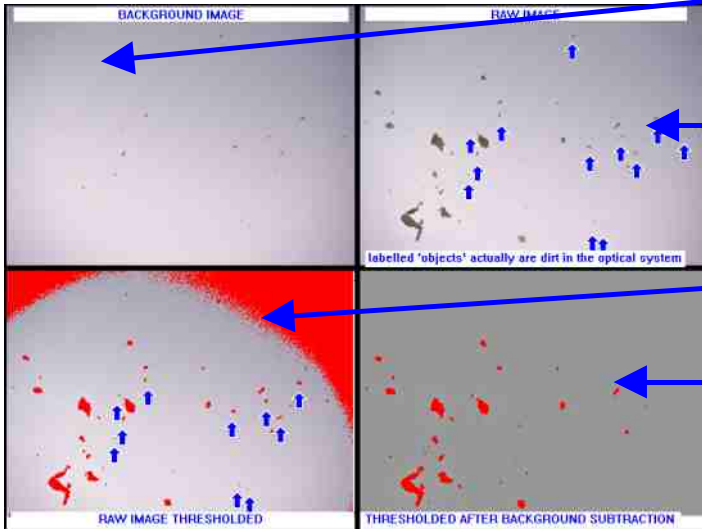 BACKGROUND IMAGE
RAW IMAGE
labelled 'objects' actually are dirt in the optical system
RAW IMAGE THRESHOLDED
THRESHOLDED AFTER BACKGROUND SUBTRACTION